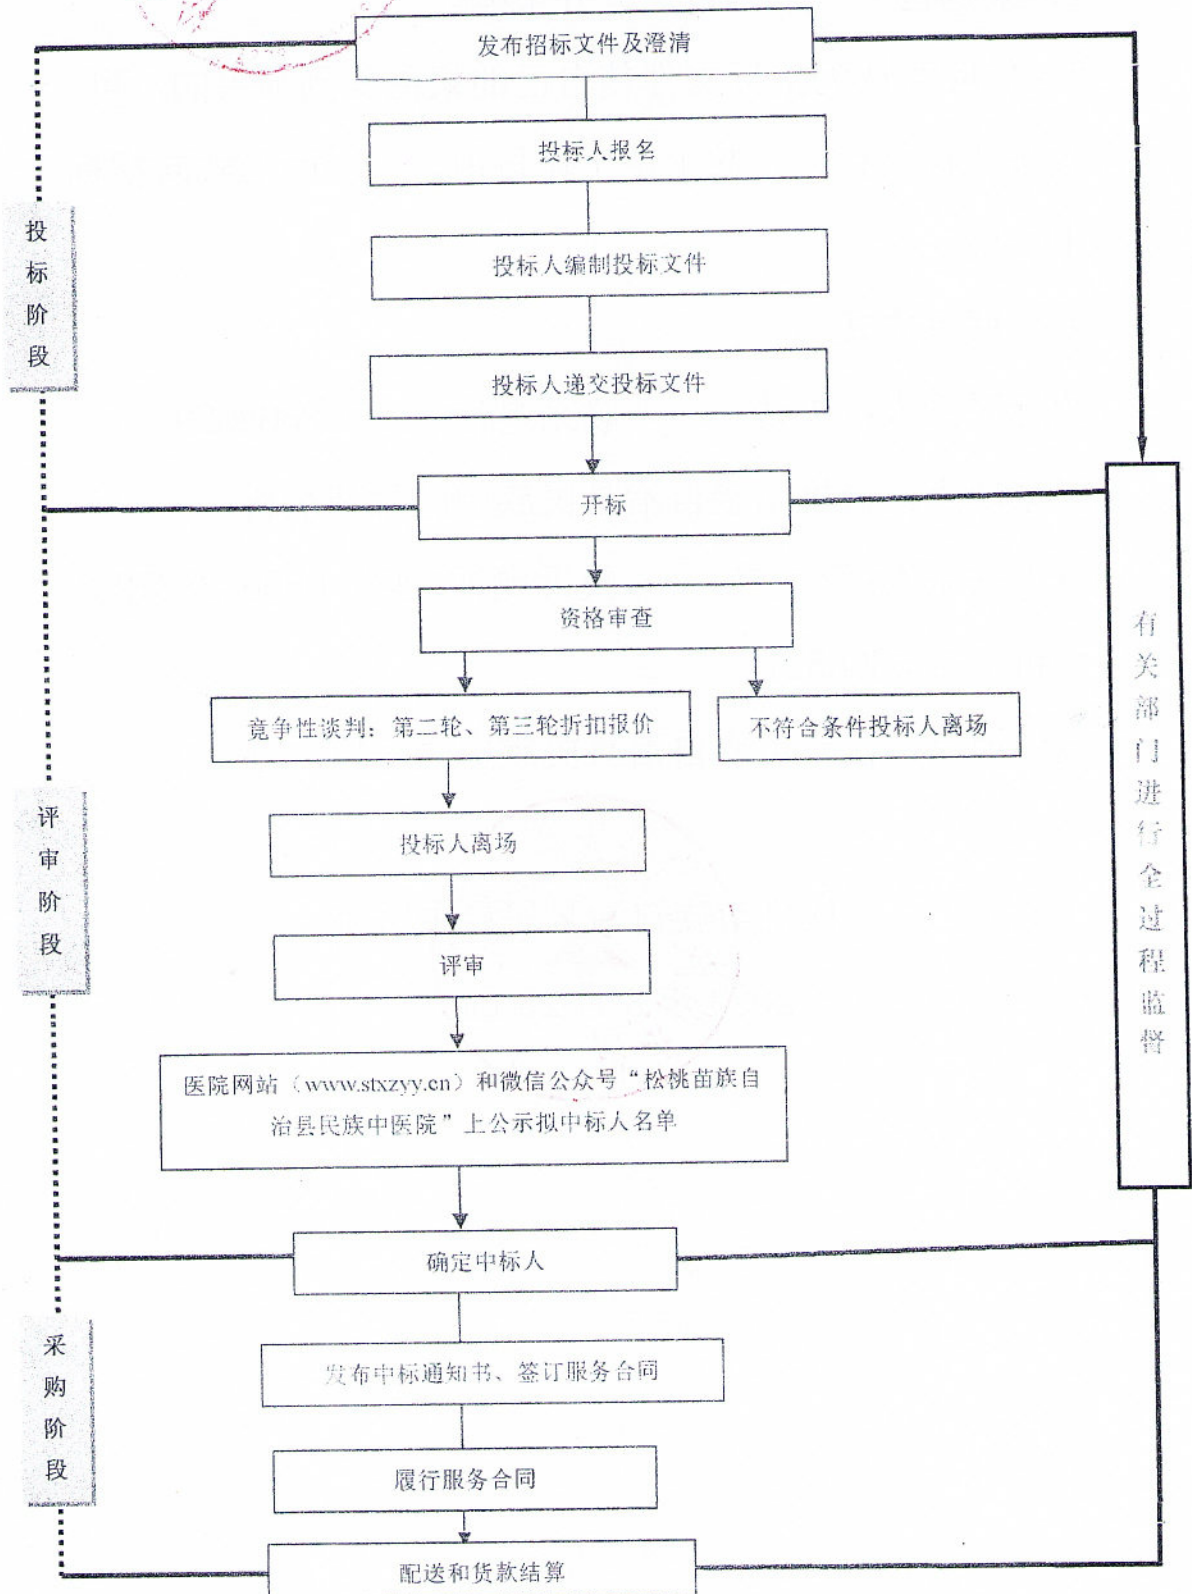 发布招标文件及澄清
投标人报名
投标人编制投标文件
投标人递交投标文件
投标阶段
开标
资格审查
竟争性谈判：第二轮、第三轮折扣报价
不符合条件投标人离场
投标人离场
评审
评审阶段
医院网站（www.stxzyy.cn）和微信公众号“松桃苗族自
治县民族中医院”上公示拟中标人名单
有关部门进行全过程监督
确定中标人
发布中标通知书、签订服务合同
采购阶段
履行服务合同
配送和货款结算